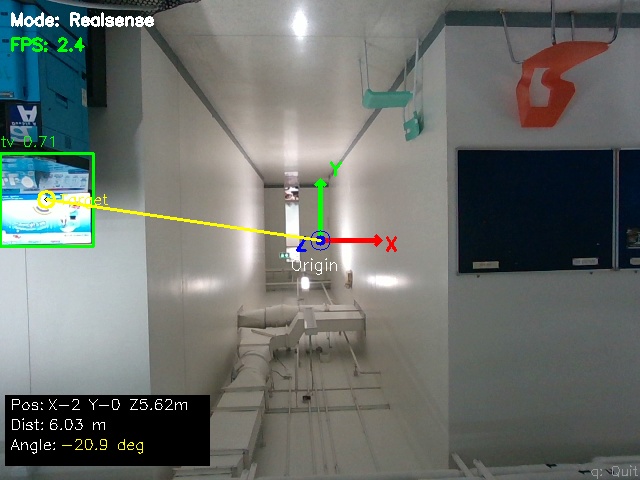 Mode: Realsense
FPS: 2.4
A
tv 0.71
Target
Y
Z
X
Origin
Pos: X-2 Y-0 Z5.62m
Dist: 6.03 m
Angle: -20.9 deg
q: Quit